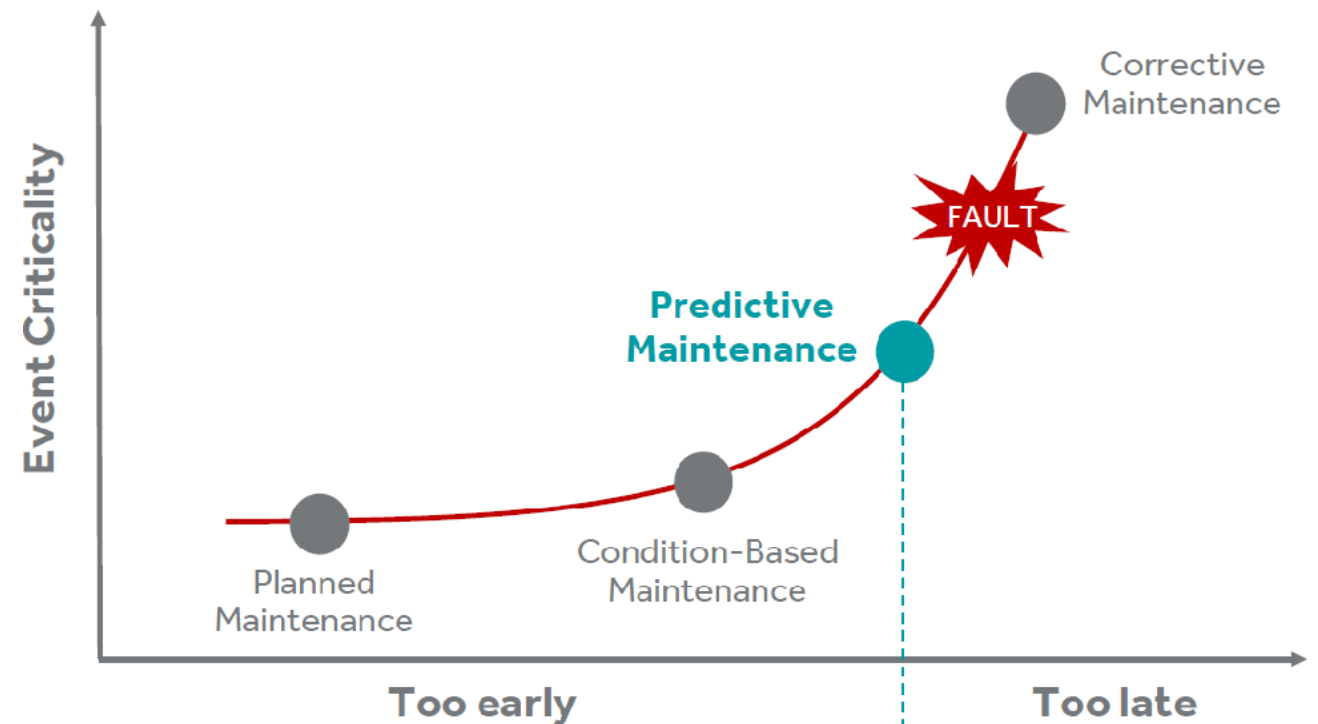 Corrective
Maintenance
FAULT
Predictive
Maintenance
Event Criticality
Condition-Based
Maintenance
Planned
Maintenance
Too early
Too late